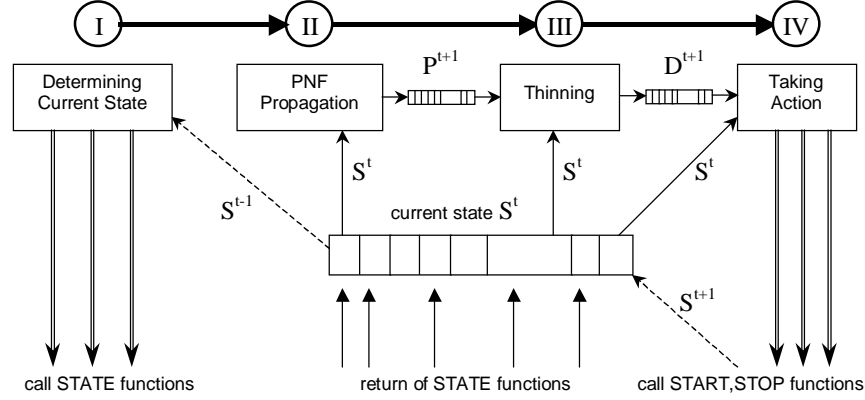 I II III IV
Determining
Current State
PNF
Propagation
P^t+1
Thinning
D^t+1
Taking
Action
S^t
S^t
S^t
S^t-1
current state S^t
S^t+1
call STATE functions
return of STATE functions
call START,STOP functions